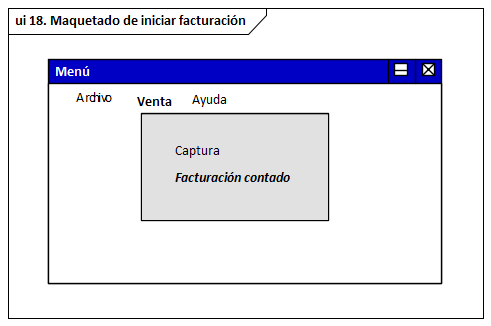 ui 18. Maquetado de iniciar facturación
Menú
Archivo Venta Ayuda
Captura
Facturación contado